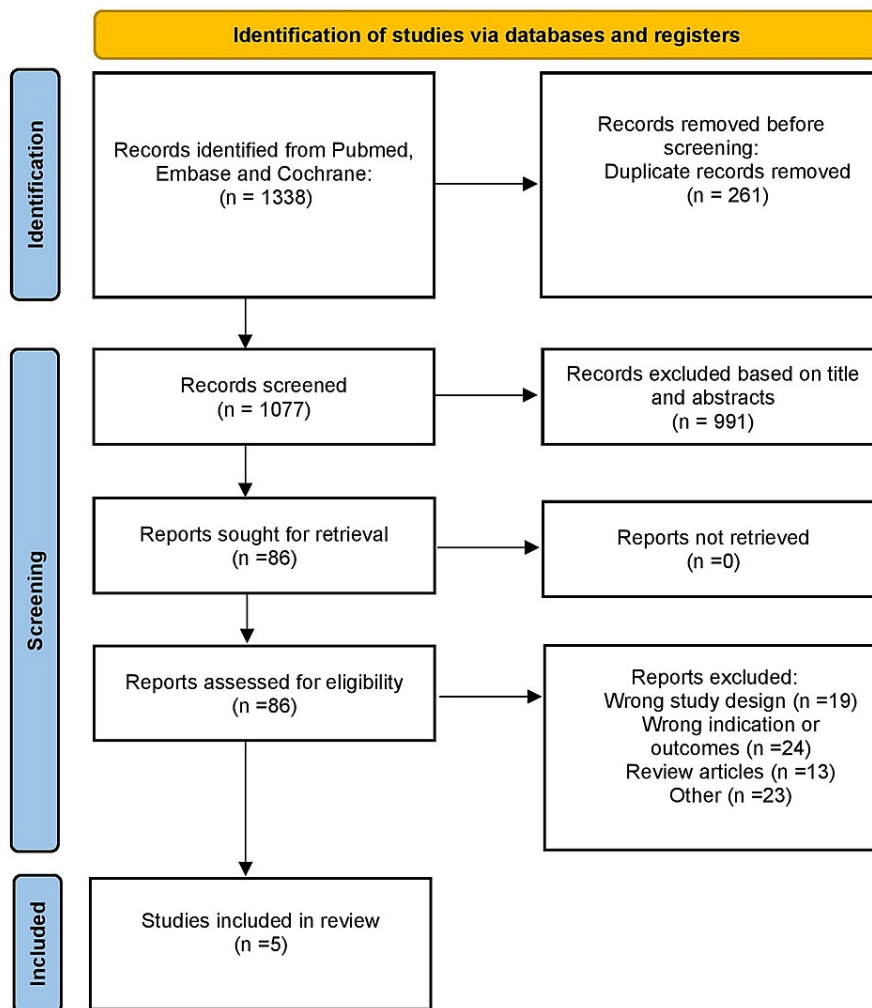 Identification of studies via databases and registers
Identification
Records identified from Pubmed,
Embase and Cochrane:
(n = 1338)
Records removed before
screening:
Duplicate records removed
(n = 261)
Screening
Records screened
(n = 1077)
Records excluded based on title
and abstracts
(n = 991)
Reports sought for retrieval
(n =86)
Reports not retrieved
(n =0)
Reports assessed for eligibility
(n =86)
Reports excluded:
Wrong study design (n =19)
Wrong indication or
outcomes (n =24)
Review articles (n =13)
Other (n =23)
Included
Studies included in review
(n =5)